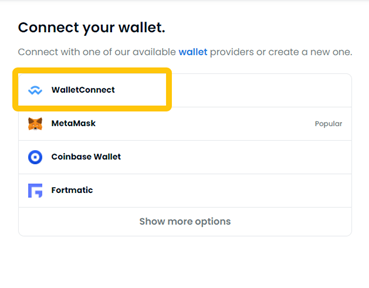 Connect your wallet.
Connect with one of our available wallet providers or create a new one.
WalletConnect
MetaMask Popular
Coinbase Wallet
Fortmatic
Show more options